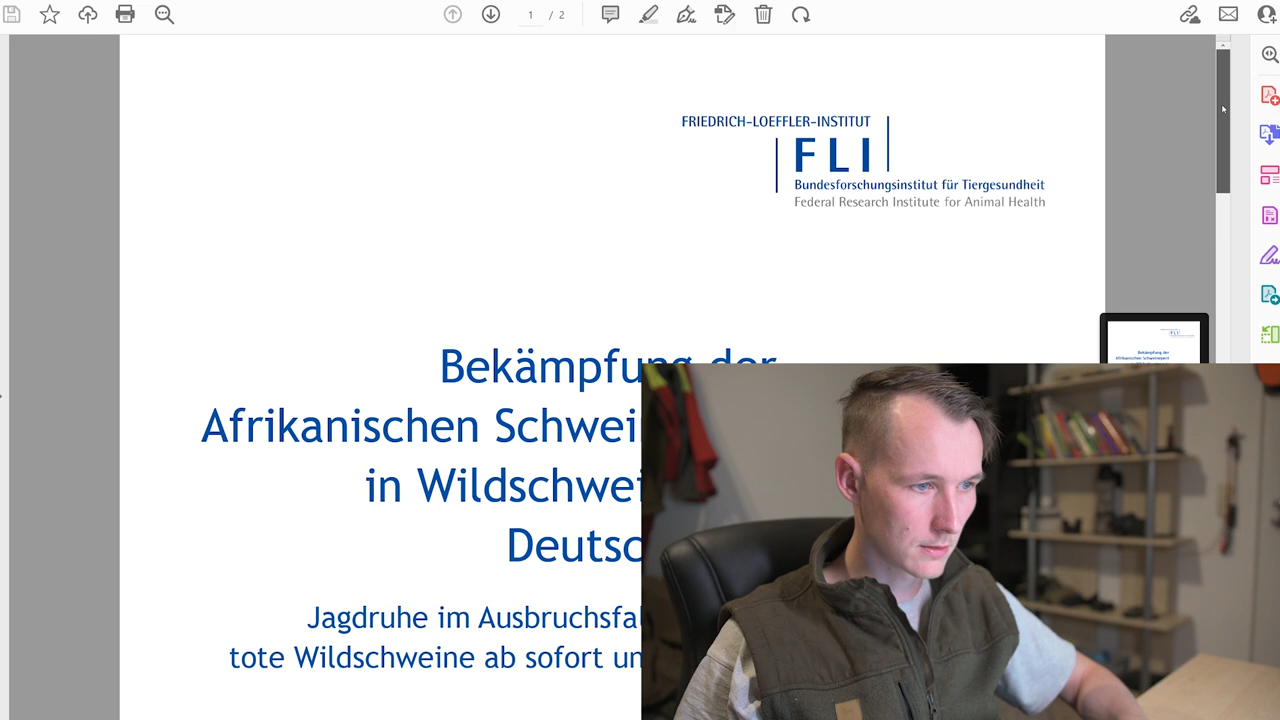 1 / 2
FRIEDRICH-LOEFFLER-INSTITUT
FLI
Bundesforschungsinstitut für Tiergesundheit
Federal Research Institute for Animal Health
Bekämpfung der
Afrikanischen Schwei
in Wildschwei
Deutsc
Jagdruhe im Ausbruchsfal
tote Wildschweine ab sofort un